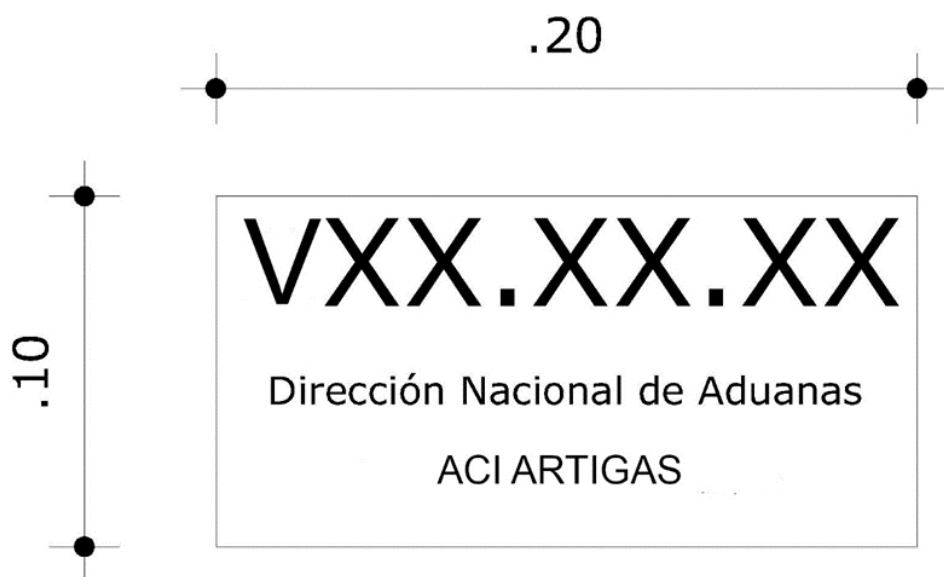 .20
.10
VXX.XX.XX
Dirección Nacional de Aduanas
ACI ARTIGAS